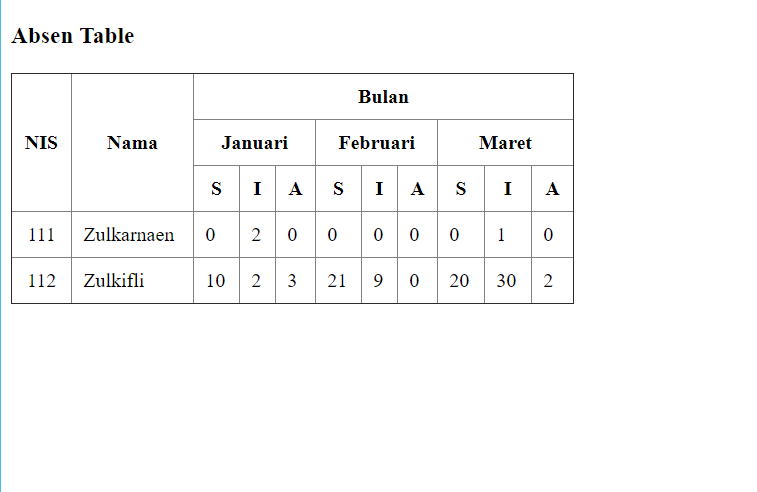 Absen Table
Bulan
NIS Nama Januari Februari Maret
S I A S I A S I A
111 Zulkarnaen 0 2 0 0 0 0 0 1 0
112 Zulkifli 10 2 3 21 9 0 20 30 2